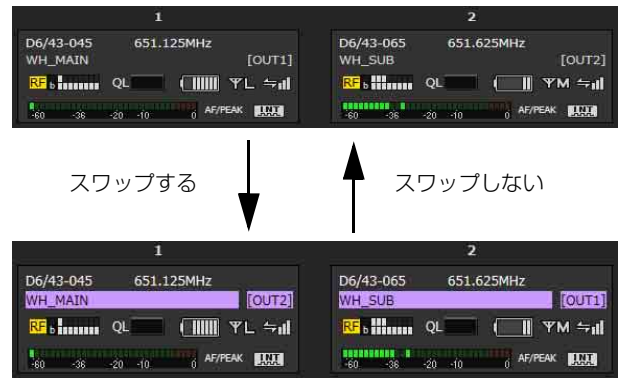 1
2
D6/43-045 651.125MHz
WH_MAIN [OUT1]
RF b QL L
-60 -36 -20 -10 0 AF/PEAK INT
D6/43-065 651.625MHz
WH_SUB [OUT2]
RF b QL M
-60 -36 -20 -10 0 AF/PEAK INT
スワップする
スワップしない
1
2
D6/43-045 651.125MHz
WH_MAIN [OUT2]
RF b QL L
-60 -36 -20 -10 0 AF/PEAK INT
D6/43-065 651.625MHz
WH_SUB [OUT1]
RF b QL M
-60 -36 -20 -10 0 AF/PEAK INT